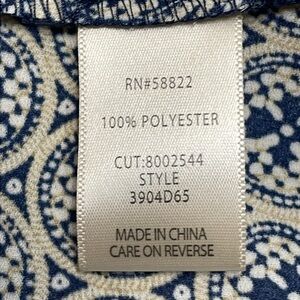 RN#58822
100% POLYESTER
CUT:8002544
STYLE
3904D65
MADE IN CHINA
CARE ON REVERSE